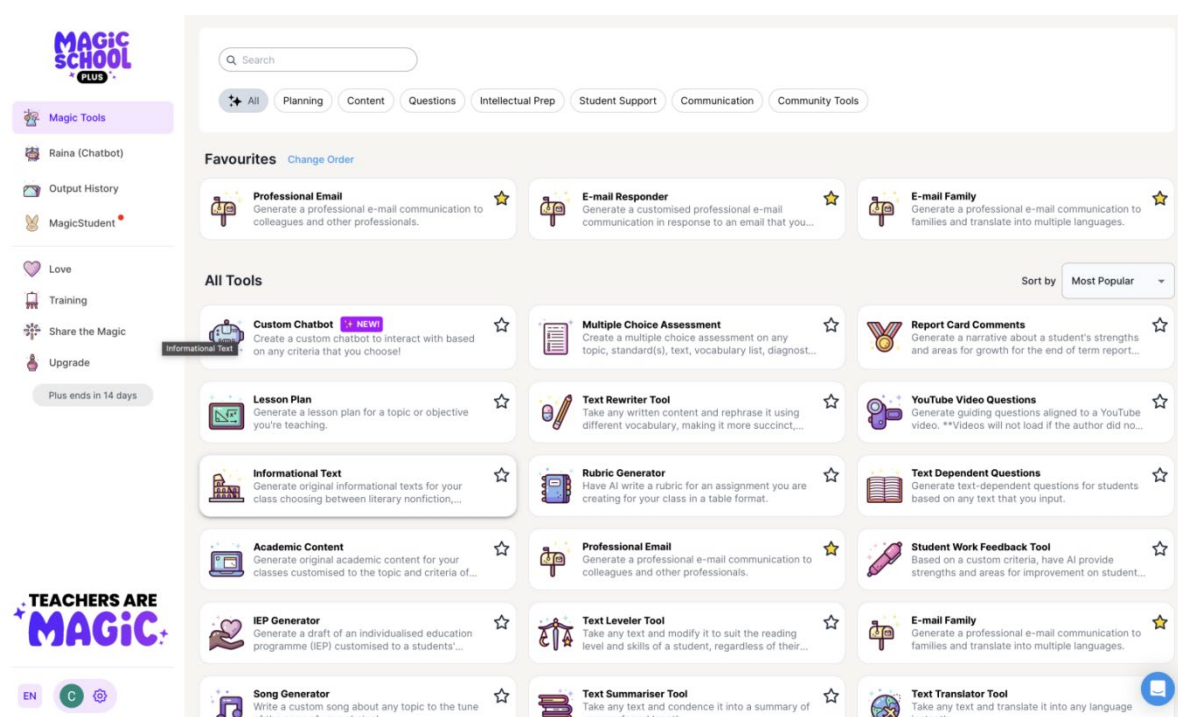 MAGiC
SCHOOL
PLUS
Magic Tools
Raina (Chatbot)
Output History
MagicStudent
Love
Training
Share the Magic
Informational Text
Upgrade
Plus ends in 14 days
TEACHERS ARE
MAGiC
EN
C
Search
All
Planning
Content
Questions
Intellectual Prep
Student Support
Communication
Community Tools
Favourites Change Order
Professional Email
Generate a professional e-mail communication to
colleagues and other professionals.
E-mail Responder
Generate a customised professional e-mail
communication in response to an email that you...
E-mail Family
Generate a professional e-mail communication to
families and translate into multiple languages.
All Tools
Sort by Most Popular
Custom Chatbot NEW!
Create a custom chatbot to interact with based
on any criteria that you choose!
Multiple Choice Assessment
Create a multiple choice assessment on any
topic, standard(s), text, vocabulary list, diagnost...
Report Card Comments
Generate a narrative about a student's strengths
and areas for growth for the end of term report...
Lesson Plan
Generate a lesson plan for a topic or objective
you're teaching.
Text Rewriter Tool
Take any written content and rephrase it using
different vocabulary, making it more succinct,...
YouTube Video Questions
Generate guiding questions aligned to a YouTube
video. **Videos will not load if the author did no...
Informational Text
Generate original informational texts for your
class choosing between literary nonfiction,...
Rubric Generator
Have AI write a rubric for an assignment you are
creating for your class in a table format.
Text Dependent Questions
Generate text-dependent questions for students
based on any text that you input.
Academic Content
Generate original academic content for your
classes customised to the topic and criteria of...
Professional Email
Generate a professional e-mail communication to
colleagues and other professionals.
Student Work Feedback Tool
Based on a custom criteria, have AI provide
strengths and areas for improvement on student...
IEP Generator
Generate a draft of an individualised education
programme (IEP) customised to a students'...
Text Leveler Tool
Take any text and modify it to suit the reading
level and skills of a student, regardless of their...
E-mail Family
Generate a professional e-mail communication to
families and translate into multiple languages.
Song Generator
Write a custom song about any topic to the tune
Text Summariser Tool
Take any text and condence it into a summary of
Text Translator Tool
Take any text and translate it into any language